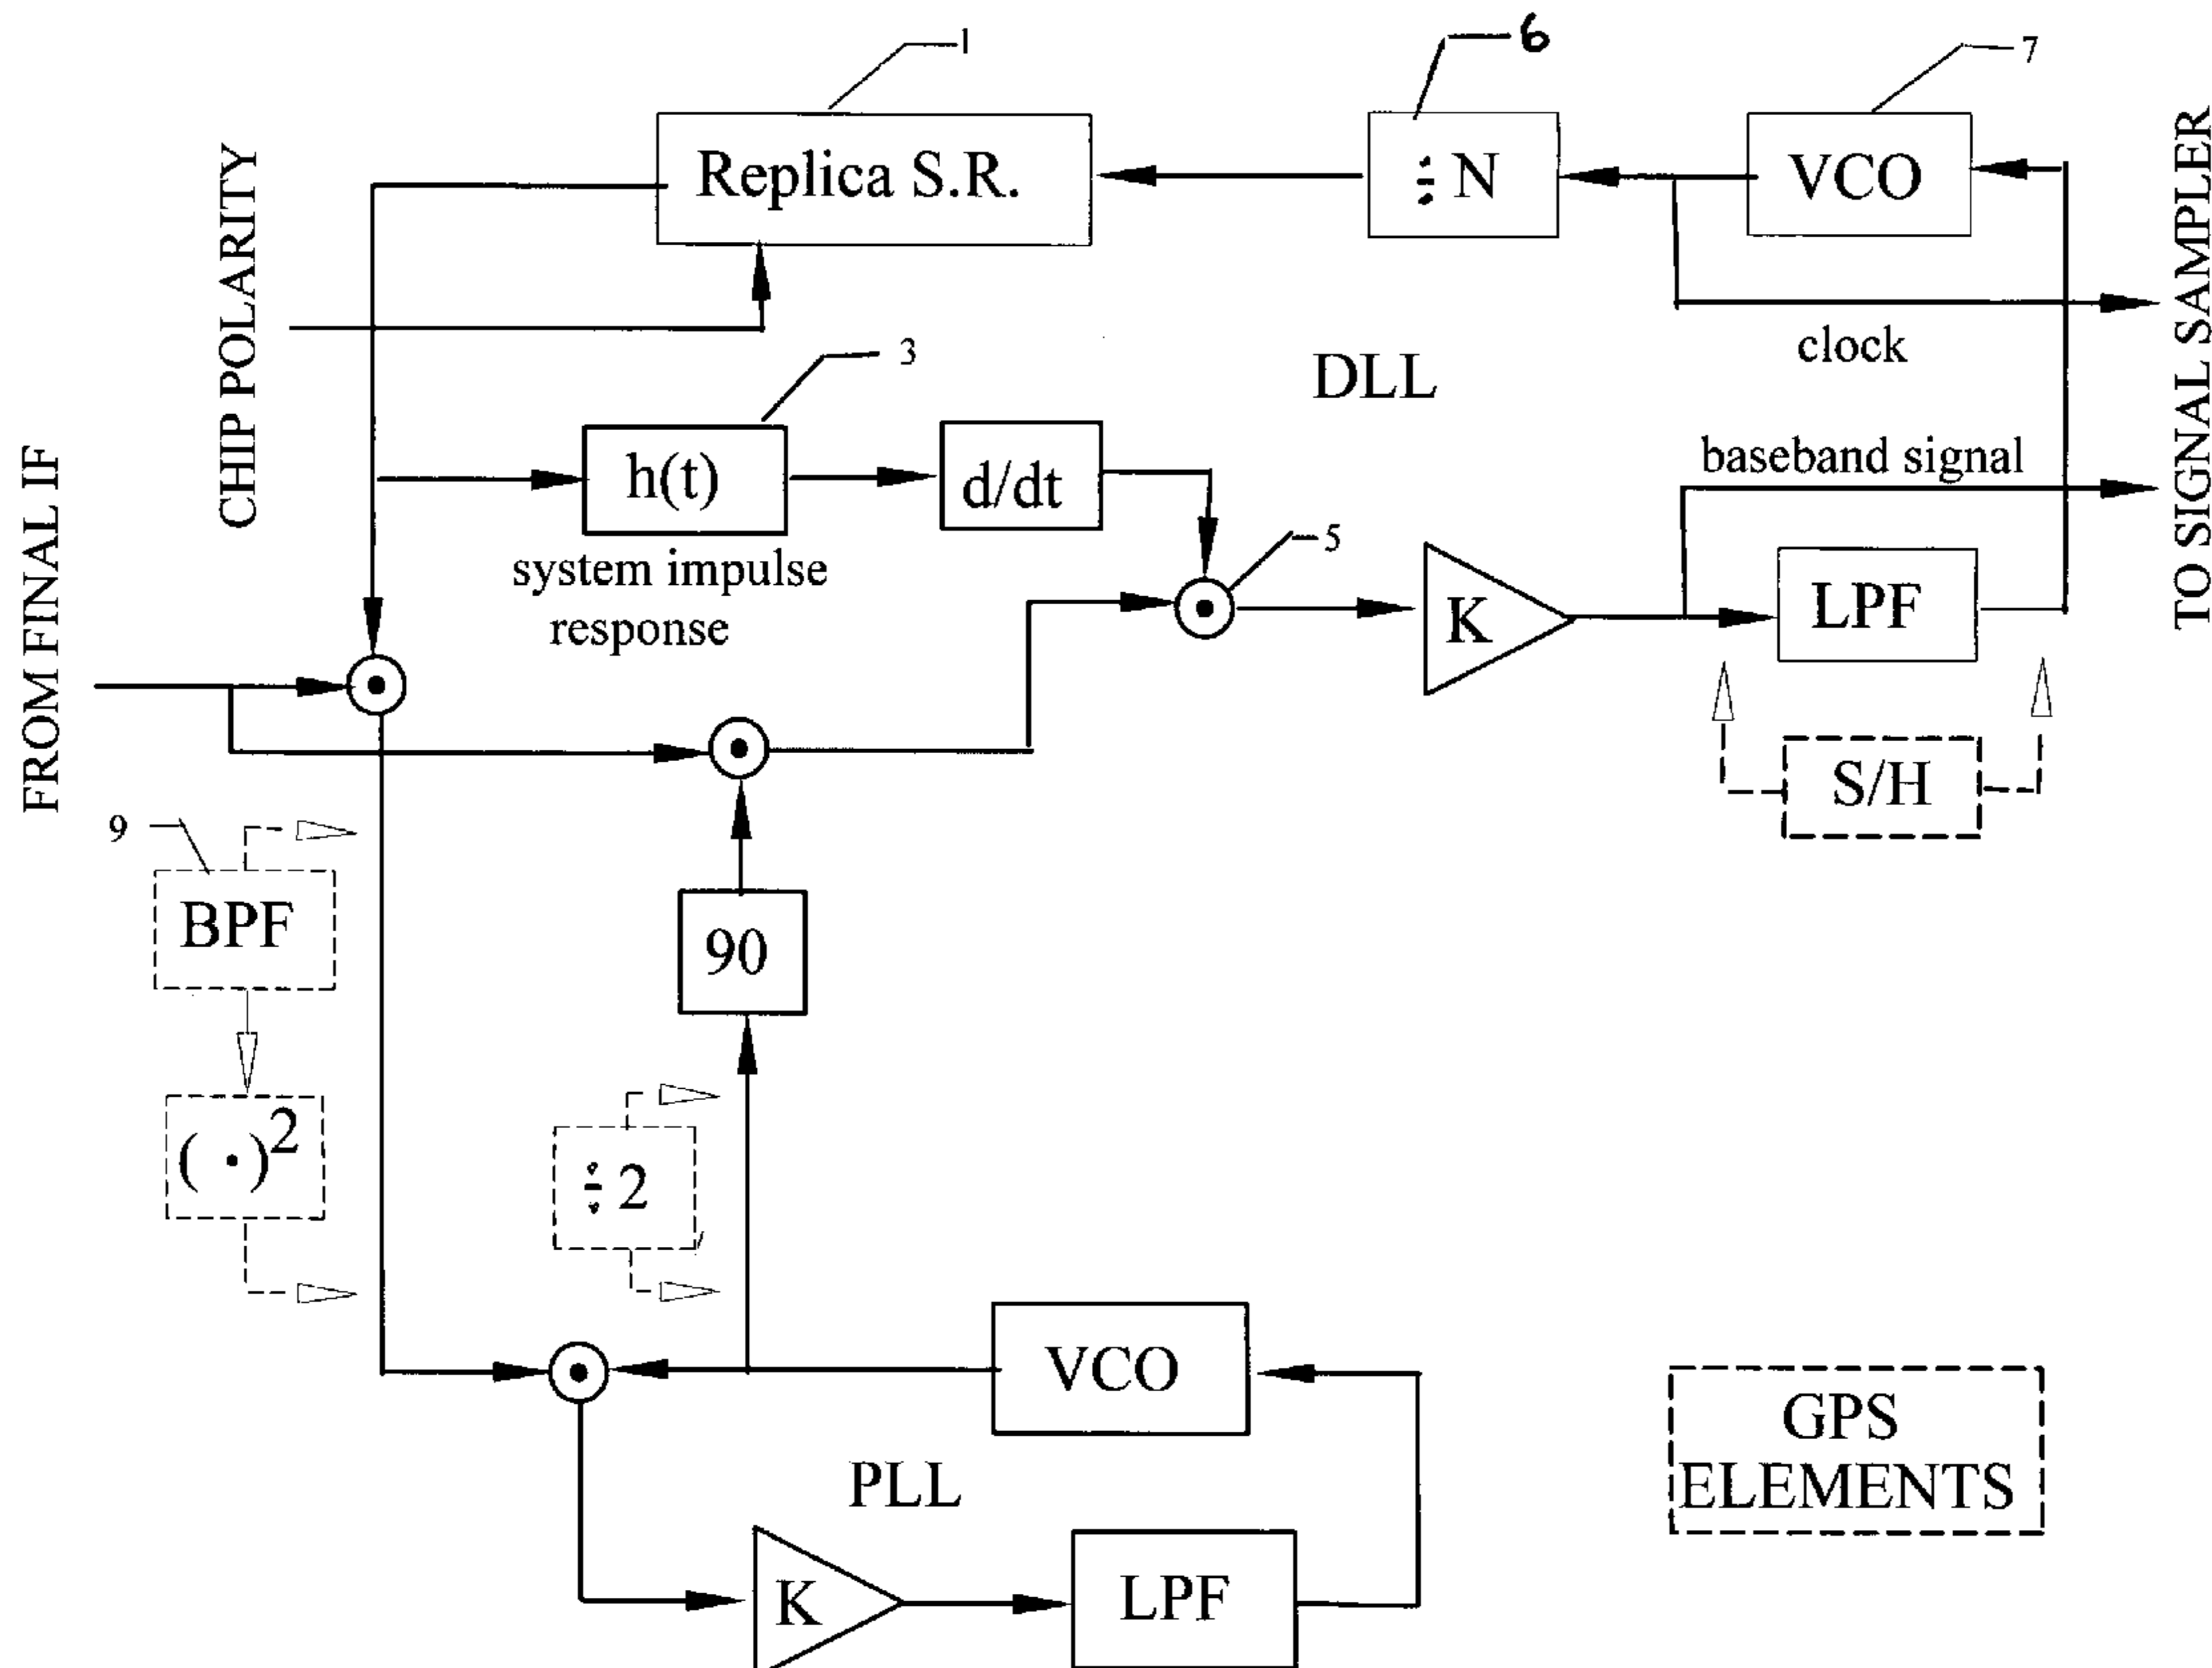 1
6
7
Replica S.R.
÷ N
VCO
CHIP POLARITY
TO SIGNAL SAMPLER
clock
3
DLL
h(t)
d/dt
baseband signal
system impulse
response
5
K
LPF
FROM FINAL IF
S/H
9
BPF
90
( · )2
÷ 2
VCO
GPS
ELEMENTS
PLL
K
LPF